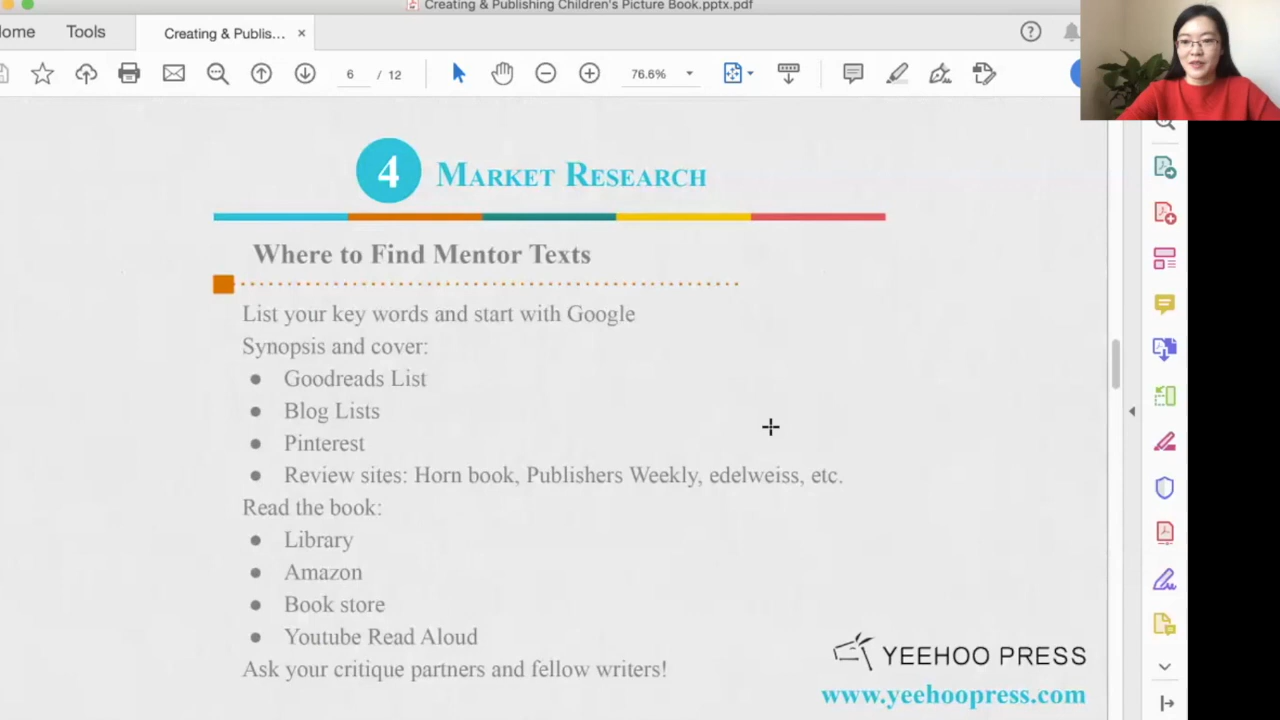 Creating & Publishing Children's Picture Book.pptx.pdf
ome
Tools
Creating & Publis... ×
6 / 12
76.6%
4 MARKET RESEARCH
Where to Find Mentor Texts
List your key words and start with Google
Synopsis and cover:
● Goodreads List
● Blog Lists
● Pinterest
● Review sites: Horn book, Publishers Weekly, edelweiss, etc.
Read the book:
● Library
● Amazon
● Book store
● Youtube Read Aloud
Ask your critique partners and fellow writers!
YEEHOO PRESS
www.yeehoopress.com